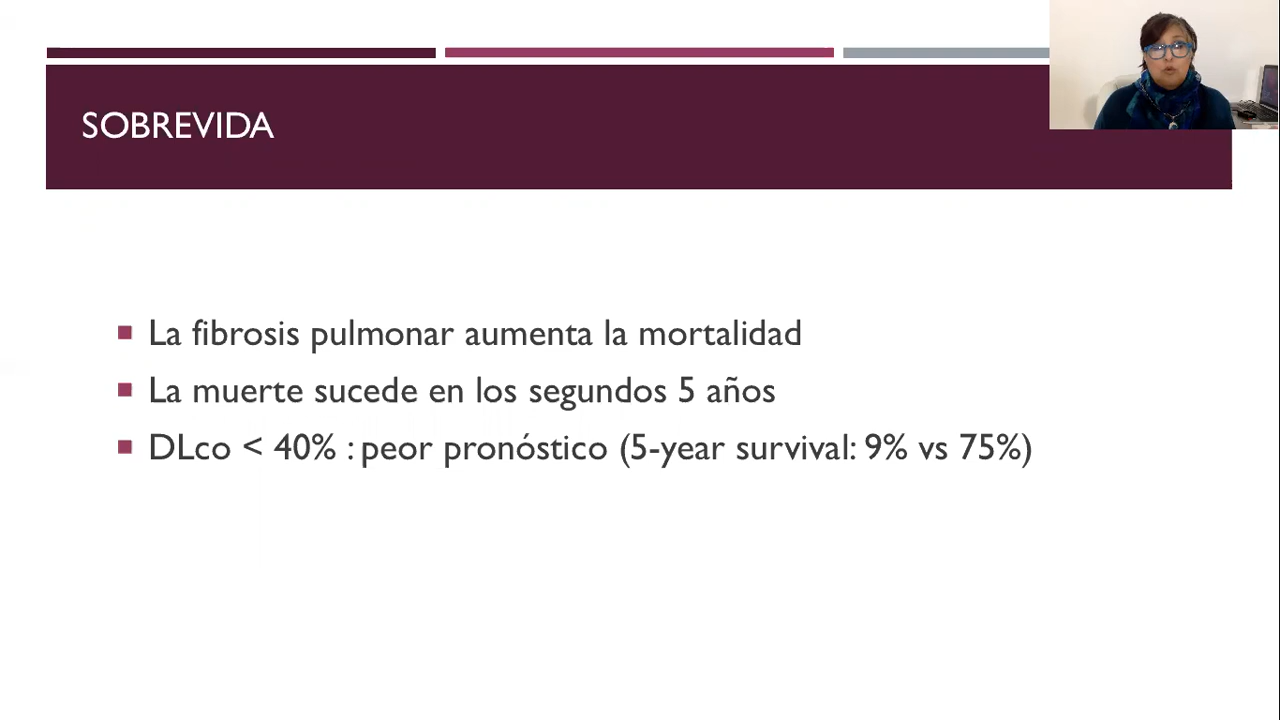 SOBREVIDA
La fibrosis pulmonar aumenta la mortalidad
La muerte sucede en los segundos 5 años
DLco < 40% : peor pronóstico (5-year survival: 9% vs 75%)